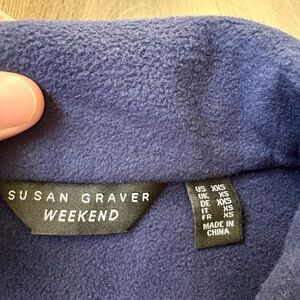 SUSAN GRAVER
WEEKEND
US XXS
UK XS
DE XXS
IT XS
FR XS
MADE IN
CHINA